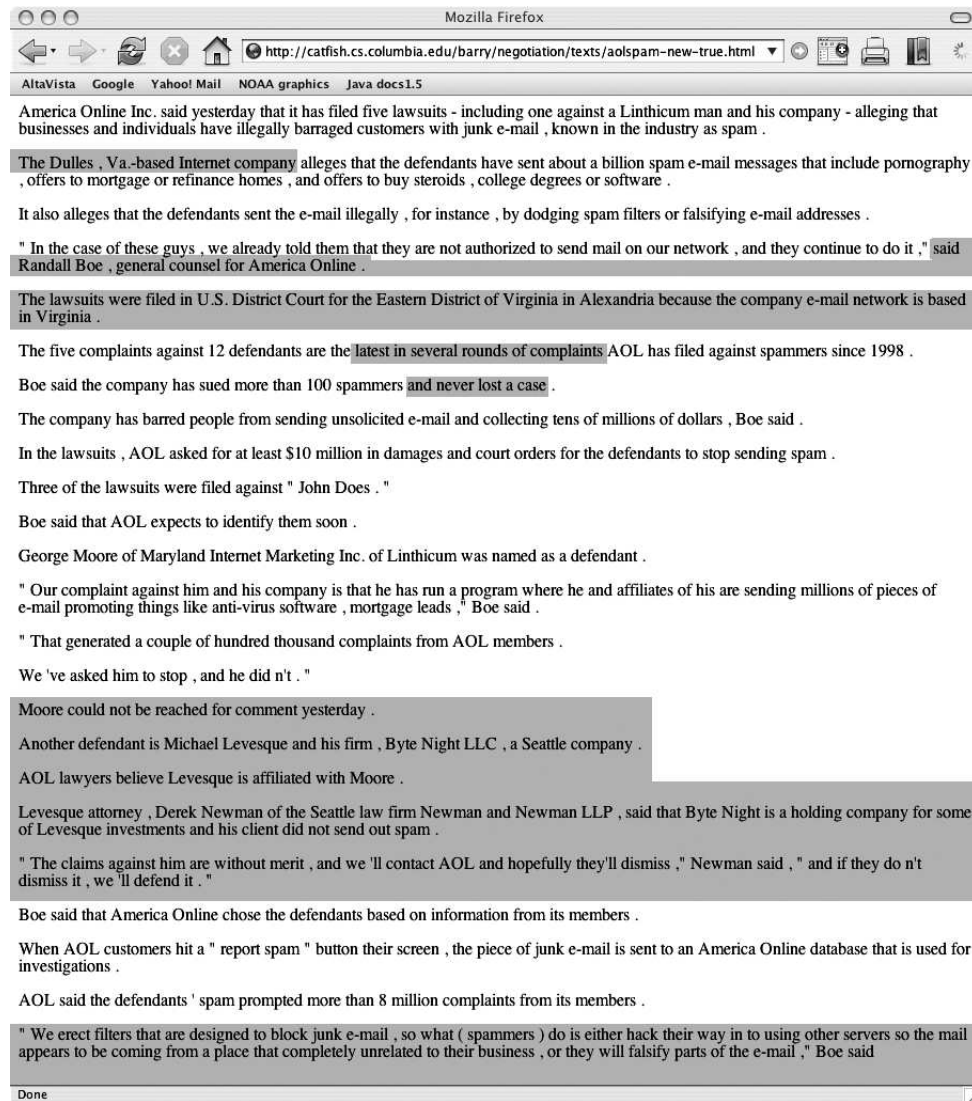 Mozilla Firefox
http://catfish.cs.columbia.edu/barry/negotiation/texts/aolspam-new-true.html
AltaVista Google Yahoo! Mail NOAA graphics Java docs1.5
America Online Inc. said yesterday that it has filed five lawsuits - including one against a Linthicum man and his company - alleging that
businesses and individuals have illegally barraged customers with junk e-mail , known in the industry as spam .
The Dulles , Va.-based Internet company alleges that the defendants have sent about a billion spam e-mail messages that include pornography
, offers to mortgage or refinance homes , and offers to buy steroids , college degrees or software .
It also alleges that the defendants sent the e-mail illegally , for instance , by dodging spam filters or falsifying e-mail addresses .
" In the case of these guys , we already told them that they are not authorized to send mail on our network , and they continue to do it ," said
Randall Boe , general counsel for America Online .
The lawsuits were filed in U.S. District Court for the Eastern District of Virginia in Alexandria because the company e-mail network is based
in Virginia .
The five complaints against 12 defendants are the latest in several rounds of complaints AOL has filed against spammers since 1998 .
Boe said the company has sued more than 100 spammers and never lost a case .
The company has barred people from sending unsolicited e-mail and collecting tens of millions of dollars , Boe said .
In the lawsuits , AOL asked for at least $10 million in damages and court orders for the defendants to stop sending spam .
Three of the lawsuits were filed against " John Does . "
Boe said that AOL expects to identify them soon .
George Moore of Maryland Internet Marketing Inc. of Linthicum was named as a defendant .
" Our complaint against him and his company is that he has run a program where he and affiliates of his are sending millions of pieces of
e-mail promoting things like anti-virus software , mortgage leads ," Boe said .
" That generated a couple of hundred thousand complaints from AOL members .
We 've asked him to stop , and he did n't . "
Moore could not be reached for comment yesterday .
Another defendant is Michael Levesque and his firm , Byte Night LLC , a Seattle company .
AOL lawyers believe Levesque is affiliated with Moore .
Levesque attorney , Derek Newman of the Seattle law firm Newman and Newman LLP , said that Byte Night is a holding company for some
of Levesque investments and his client did not send out spam .
" The claims against him are without merit , and we 'll contact AOL and hopefully they'll dismiss ," Newman said , " and if they do n't
dismiss it , we 'll defend it . "
Boe said that America Online chose the defendants based on information from its members .
When AOL customers hit a " report spam " button their screen , the piece of junk e-mail is sent to an America Online database that is used for
investigations .
AOL said the defendants ' spam prompted more than 8 million complaints from its members .
" We erect filters that are designed to block junk e-mail , so what ( spammers ) do is either hack their way in to using other servers so the mail
appears to be coming from a place that completely unrelated to their business , or they will falsify parts of the e-mail ," Boe said
Done